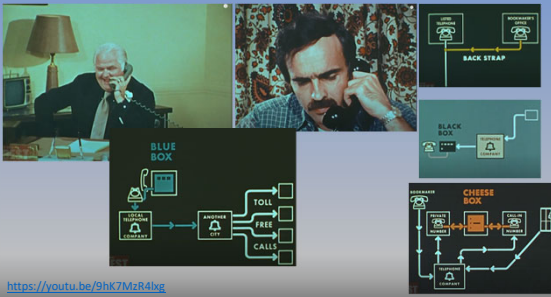 LISTED
TELEPHONE
BOOKMAKER'S
OFFICE
BACK STRAP
BLACK
BOX
TELEPHONE
COMPANY
BLUE
BOX
LOCAL
TELEPHONE
COMPANY
ANOTHER
CITY
TOLL
FREE
CALLS
BOOKMAKER
CHEESE
BOX
PRIVATE
NUMBER
CALL-IN
NUMBER
TELEPHONE
COMPANY
https://youtu.be/9hK7MzR4lxg